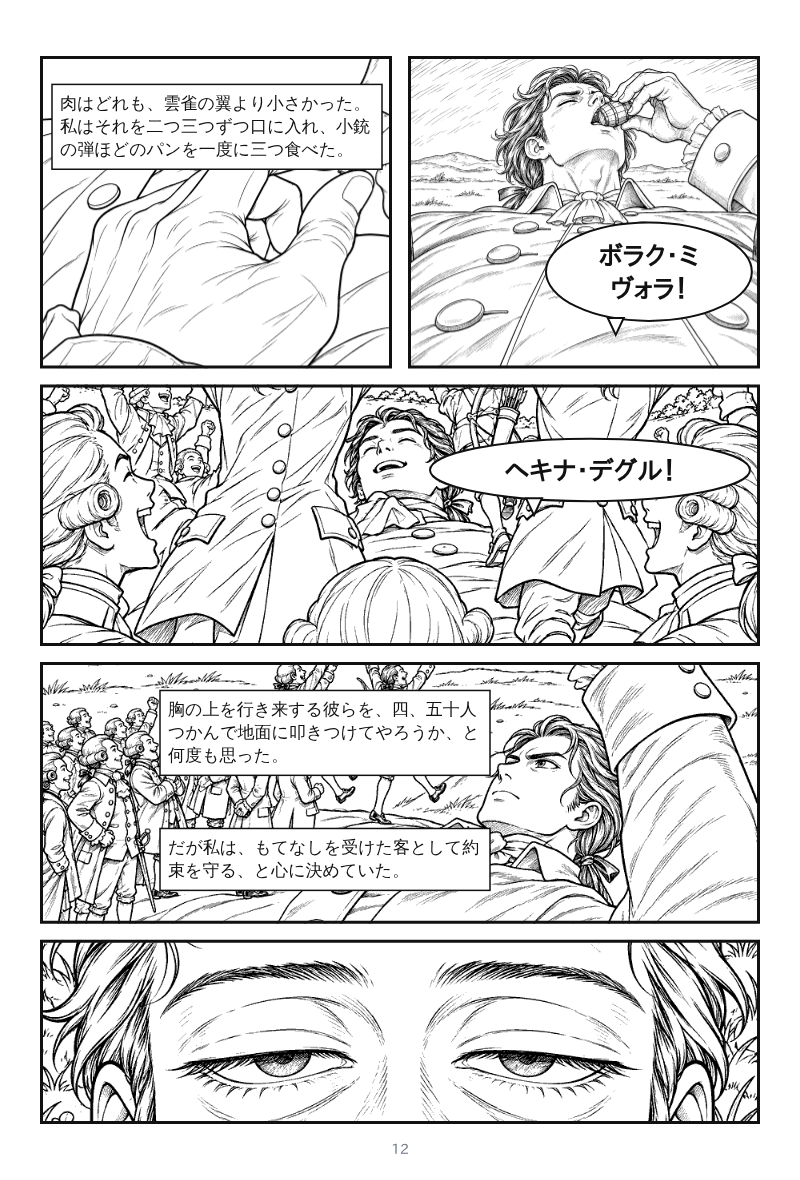 肉はどれも、雲雀の翼より小さかった。
私はそれを二つ三つずつ口に入れ、小銃
の弾ほどのパンを一度に三つ食べた。
ボラク・ミ
ヴォラ！
ヘキナ・デグル！
胸の上を行き来する彼らを、四、五十人
つかんで地面に叩きつけてやろうか、と
何度も思った。
だが私は、もてなしを受けた客として約
束を守る、と心に決めていた。
12